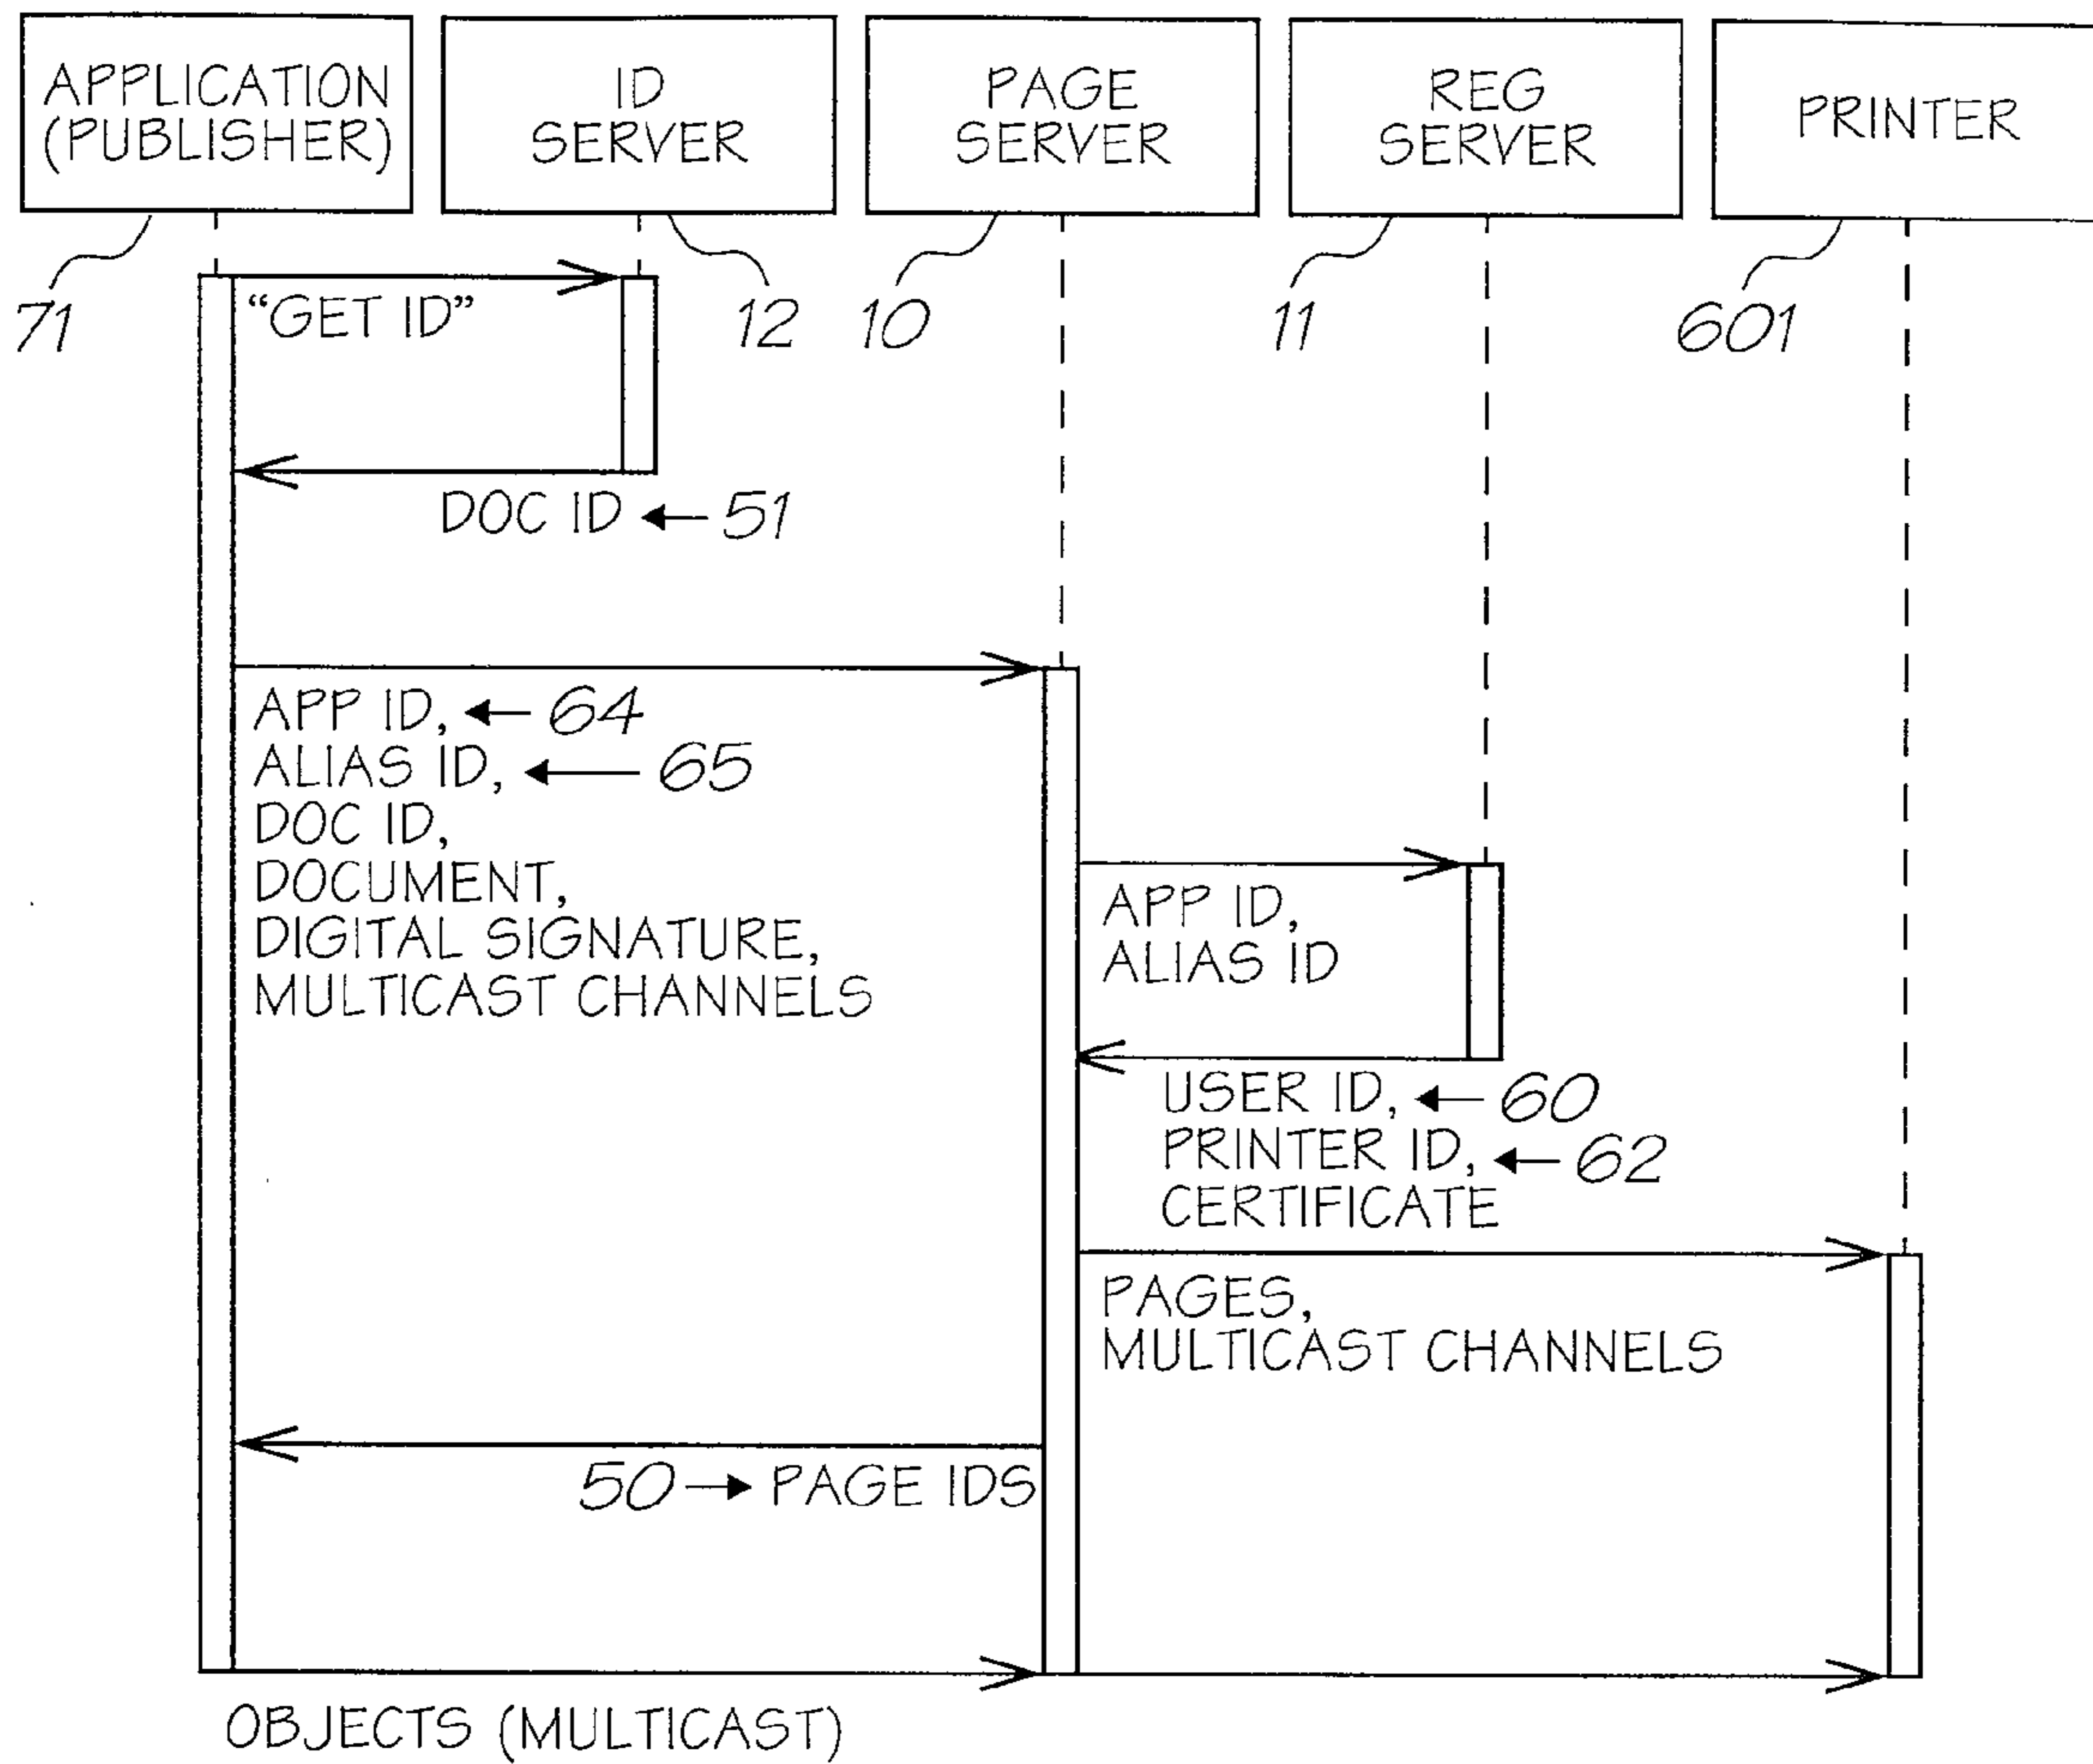 APPLICATION
(PUBLISHER)
ID
SERVER
PAGE
SERVER
REG
SERVER
PRINTER
71
12
10
11
601
“GET ID”
DOC ID
51
APP ID,
64
ALIAS ID,
65
DOC ID,
DOCUMENT,
DIGITAL SIGNATURE,
MULTICAST CHANNELS
APP ID,
ALIAS ID
USER ID,
60
PRINTER ID,
62
CERTIFICATE
PAGES,
MULTICAST CHANNELS
50
PAGE IDS
OBJECTS (MULTICAST)